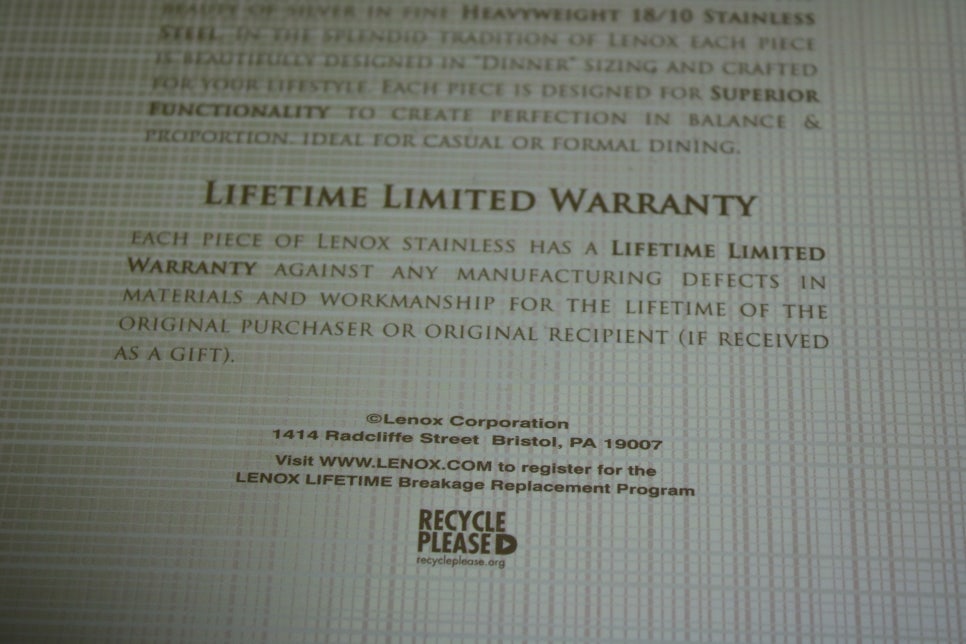 BEAUTY OF SILVER IN FINE HEAVYWEIGHT 18/10 STAINLESS
STEEL. IN THE SPLENDID TRADITION OF LENOX EACH PIECE
IS BEAUTIFULLY DESIGNED IN "DINNER" SIZING AND CRAFTED
FOR YOUR LIFESTYLE. EACH PIECE IS DESIGNED FOR SUPERIOR
FUNCTIONALITY TO CREATE PERFECTION IN BALANCE &
PROPORTION. IDEAL FOR CASUAL OR FORMAL DINING.
LIFETIME LIMITED WARRANTY
EACH PIECE OF LENOX STAINLESS HAS A LIFETIME LIMITED
WARRANTY AGAINST ANY MANUFACTURING DEFECTS IN
MATERIALS AND WORKMANSHIP FOR THE LIFETIME OF THE
ORIGINAL PURCHASER OR ORIGINAL RECIPIENT (IF RECEIVED
AS A GIFT).
©Lenox Corporation
1414 Radcliffe Street Bristol, PA 19007
Visit WWW.LENOX.COM to register for the
LENOX LIFETIME Breakage Replacement Program
RECYCLE
PLEASE
recycleplease.org